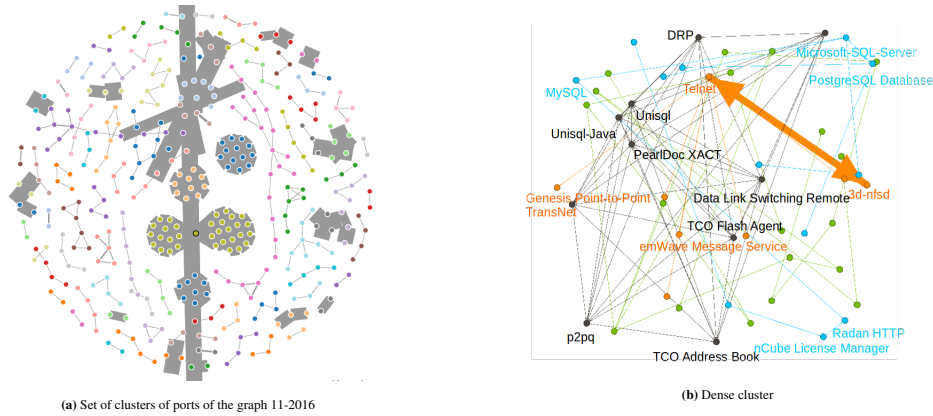 DRP
Microsoft-SQL-Server
PostgreSQL Database
Telnet
MySQL
Unisql
Unisql-Java
PearlDoc XACT
Genesis Point-to-Point
TransNet
Data Link Switching Remote
3d-nfsd
TCO Flash Agent
emWave Message Service
p2pq
Radan HTTP
nCube License Manager
TCO Address Book
(a) Set of clusters of ports of the graph 11-2016
(b) Dense cluster